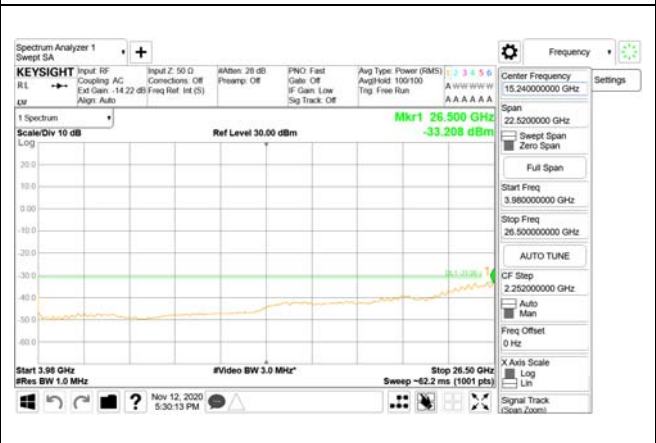 Spectrum Analyzer 1
Swept SA
+
Frequency
KEYSIGHT
RL
Input: RF
Coupling: AC
Ext Gain: -14.22 dB
Align: Auto
Input Z: 50 Ω
Corrections: Off
Freq Ref: Int (S)
#Atten: 28 dB
Preamp: Off
PNO: Fast
Gate: Off
IF Gain: Low
Sig Track: Off
Avg Type: Power (RMS)
Avg|Hold: 100/100
Trig: Free Run
1 2 3 4 5 6
A W W W W W
A A A A A A
1 Spectrum
Scale/Div 10 dB
Log
Ref Level 30.00 dBm
Mkr1 26.500 GHz
-33.208 dBm
20.0
10.0
0.00
-10.0
-20.0
-30.0
-40.0
-50.0
-60.0
1
Start 3.98 GHz
#Res BW 1.0 MHz
#Video BW 3.0 MHz*
Stop 26.50 GHz
Sweep ~62.2 ms (1001 pts)
Center Frequency
15.240000000 GHz
Settings
Span
22.5200000 GHz
Swept Span
Zero Span
Full Span
Start Freq
3.980000000 GHz
Stop Freq
26.500000000 GHz
AUTO TUNE
CF Step
2.252000000 GHz
Auto
Man
Freq Offset
0 Hz
X Axis Scale
Log
Lin
Signal Track
(Span Zoom)
?
Nov 12, 2020
5:30:13 PM